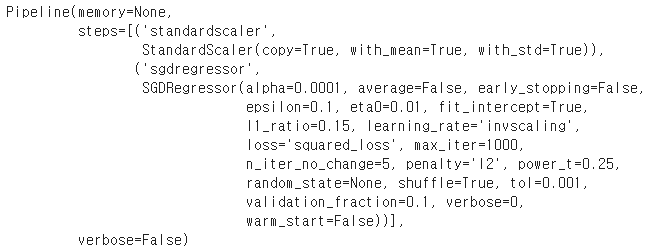 Pipeline(memory=None,
         steps=[('standardscaler',
                 StandardScaler(copy=True, with_mean=True, with_std=True)),
                ('sgdregressor',
                 SGDRegressor(alpha=0.0001, average=False, early_stopping=False,
                              epsilon=0.1, eta0=0.01, fit_intercept=True,
                              l1_ratio=0.15, learning_rate='invscaling',
                              loss='squared_loss', max_iter=1000,
                              n_iter_no_change=5, penalty='l2', power_t=0.25,
                              random_state=None, shuffle=True, tol=0.001,
                              validation_fraction=0.1, verbose=0,
                              warm_start=False))],
         verbose=False)